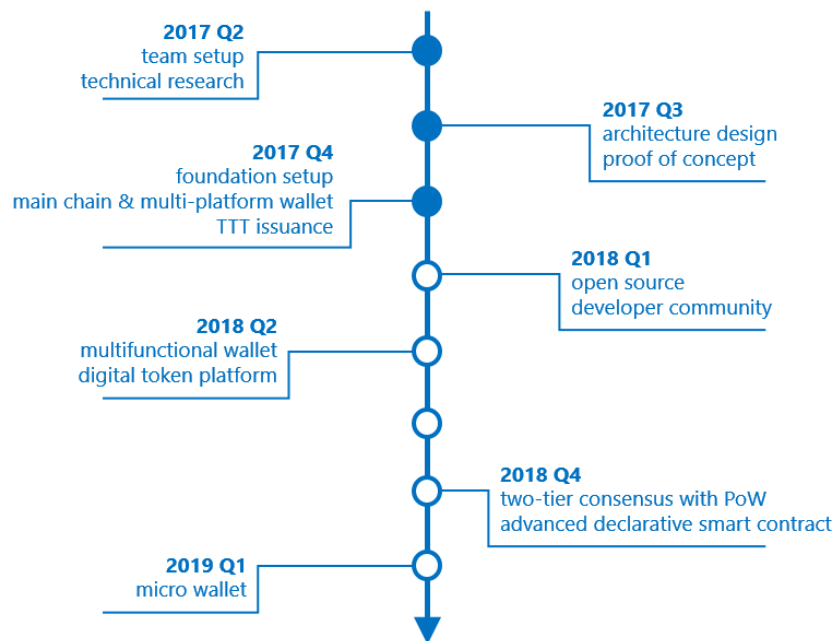 2017 Q2
team setup
technical research
2017 Q3
architecture design
proof of concept
2017 Q4
foundation setup
main chain & multi-platform wallet
TTT issuance
2018 Q1
open source
developer community
2018 Q2
multifunctional wallet
digital token platform
2018 Q4
two-tier consensus with PoW
advanced declarative smart contract
2019 Q1
micro wallet